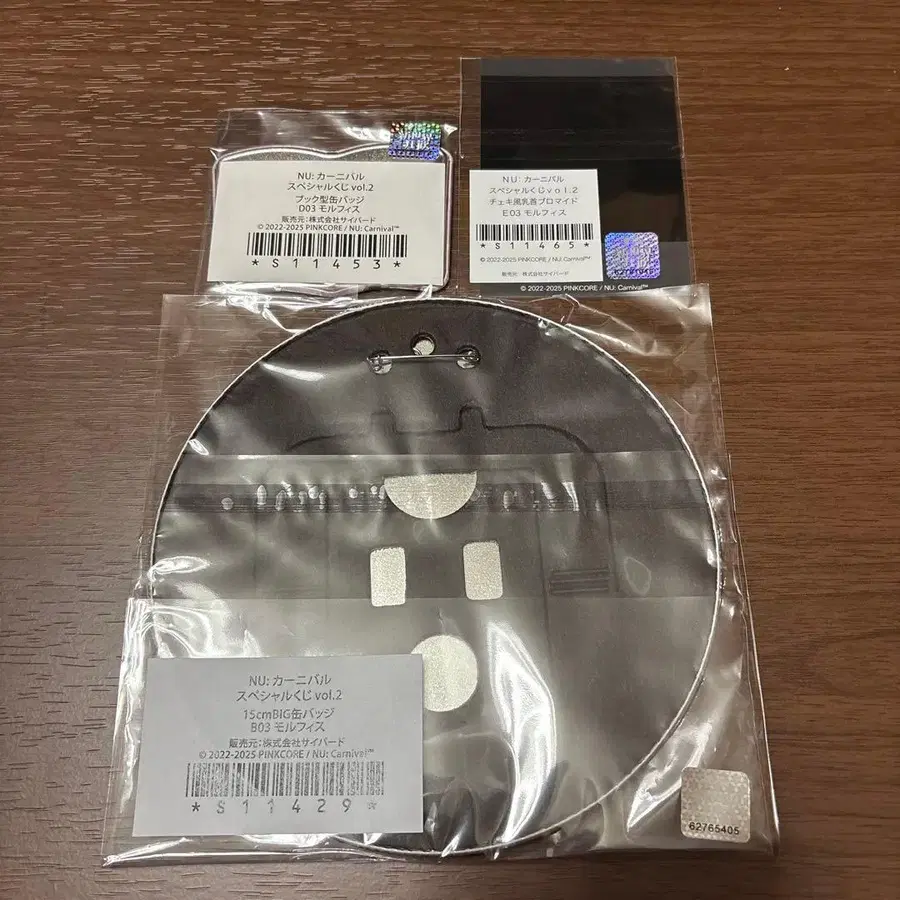 NU: カーニバル
スペシャルくじ vol.2
ブック型缶バッジ
D03 モルフィス
販売元：株式会社サイバード
© 2022-2025 PINKCORE / NU: Carnival™
*S11453*
NU: カーニバル
スペシャルくじvol.2
チェキ風乳首ブロマイド
E03 モルフィス
*S11465*
© 2022-2025 PINKCORE / NU: Carnival™
販売元：株式会社サイバード
© 2022-2025 PINKCORE / NU: Carnival™
NU: カーニバル
スペシャルくじ vol.2
15cmBIG缶バッジ
B03 モルフィス
販売元：株式会社サイバード
© 2022-2025 PINKCORE / NU: Carnival™
*S11429*
62765405